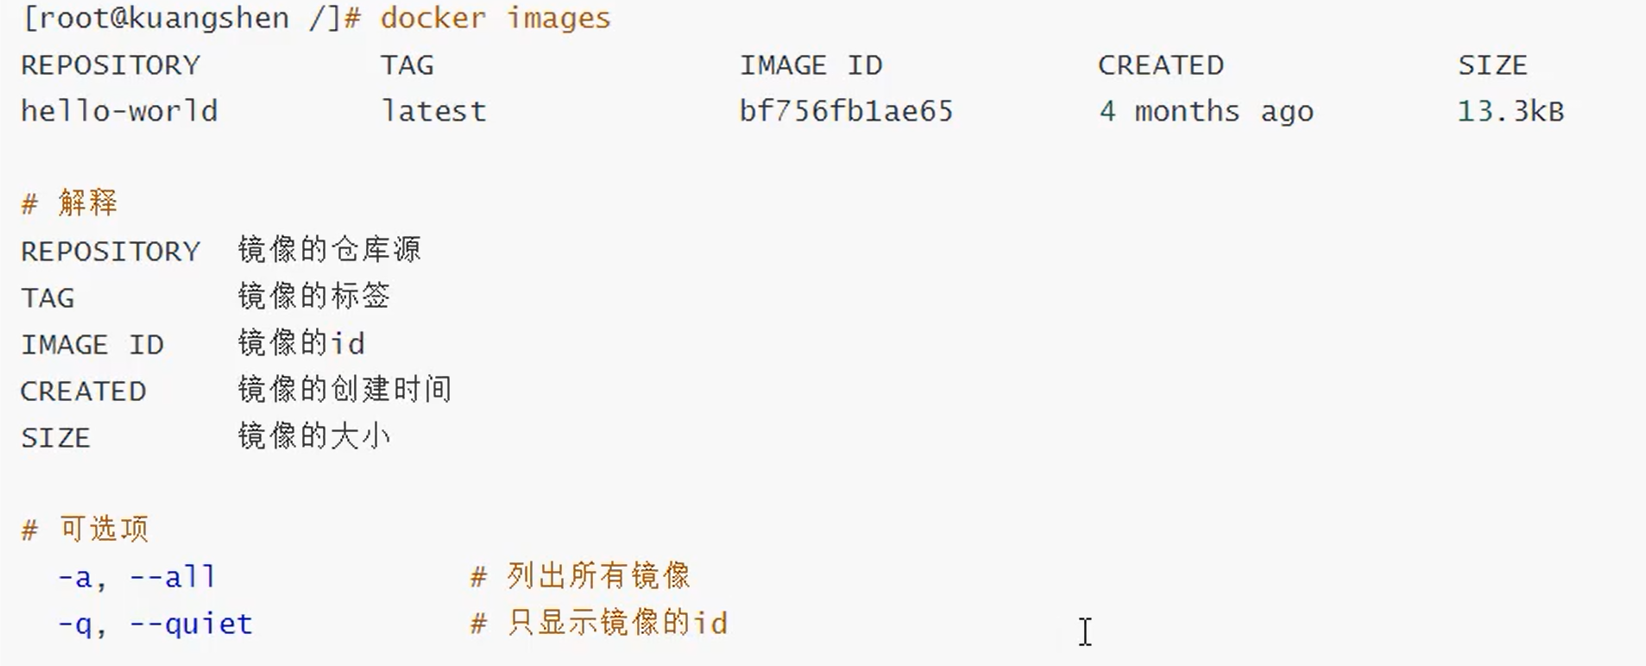 [root@kuangshen /]# docker images
REPOSITORY TAG IMAGE ID CREATED SIZE
hello-world latest bf756fb1ae65 4 months ago 13.3kB
# 解释
REPOSITORY 镜像的仓库源
TAG 镜像的标签
IMAGE ID 镜像的id
CREATED 镜像的创建时间
SIZE 镜像的大小
# 可选项
-a, --all # 列出所有镜像
-q, --quiet # 只显示镜像的id